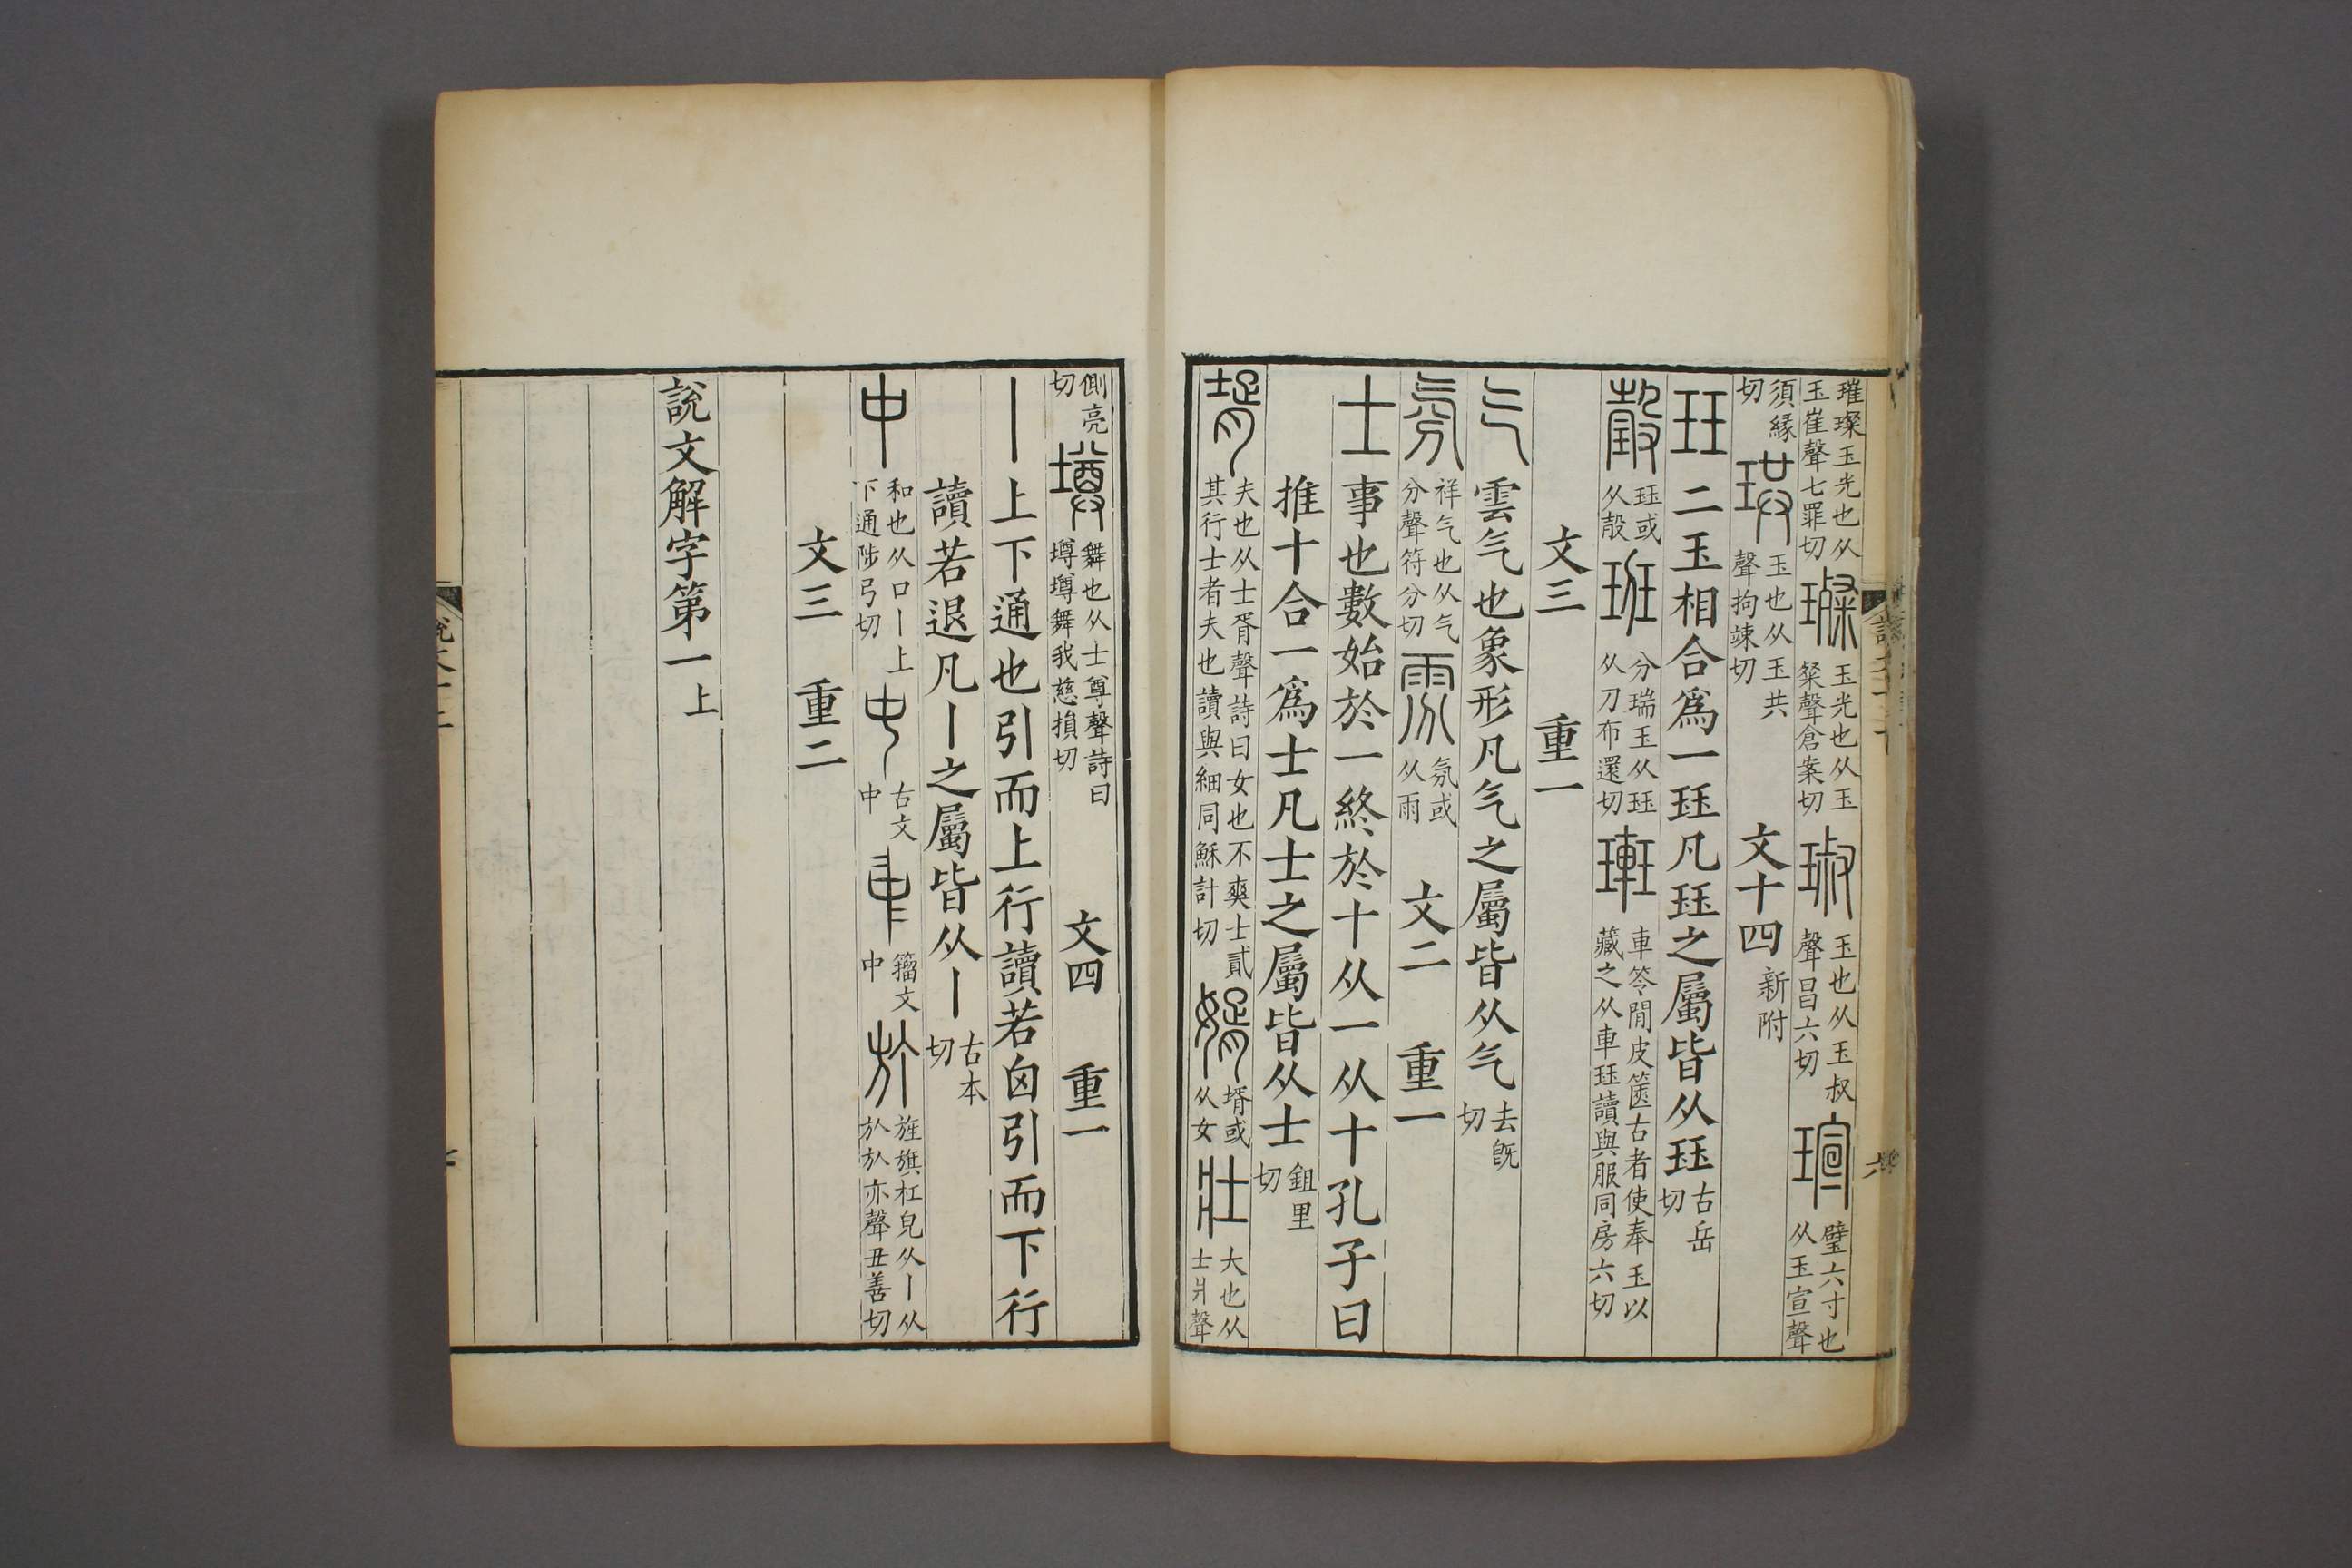 璀璨玉光也从玉崔聲七罪切 璨 玉光也从玉粲聲倉案切 琡 玉也从玉叔聲昌六切 瑄 璧六寸也从玉宣聲
須緣切 珙 玉也从玉共聲拘竦切 文十四 新附
玨 二玉相合爲一玨凡玨之屬皆从玨 古岳切
瑴 玨或从㱿 班 分瑞玉从玨从刀布還切 㻴 車笭閒皮篋古者使奉玉以藏之从車玨讀與服同房六切
文三 重一
气 雲气也象形凡气之屬皆从气 去旣切
氛 祥气也从气分聲符分切 雰 氛或从雨 文二 重一
士 事也數始於一終於十从一从十孔子曰
推十合一爲士凡士之屬皆从士 鉏里切
壻 夫也从士胥聲詩曰女也不爽士貳其行士者夫也讀與細同穌計切 婿 壻或从女 壯 大也从士爿聲
側亮切 壿 舞也从士尊聲詩曰壿壿舞我慈損切 文四 重一
丨 上下通也引而上行讀若囟引而下行
讀若退凡丨之屬皆从丨 古本切
中 和也从口丨上下通陟弓切 𠁧 古文中 𠁩 籒文中 㫃 旌旗杠皃从丨从㫃㫃亦聲丑善切
文三 重二
說文解字第一上